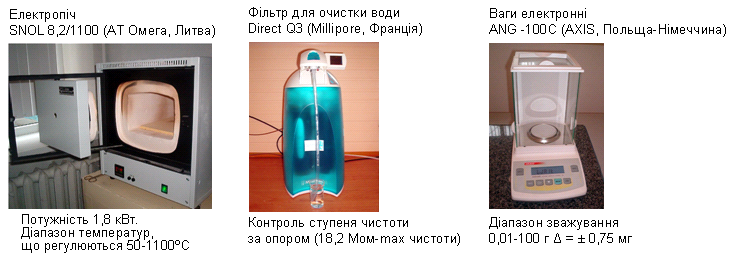 Електропіч
SNOL 8,2/1100 (АТ Омега, Литва)
Потужність 1,8 кВт.
Діапазон температур,
що регулюються 50-1100ºС
Фільтр для очистки води
Direct Q3 (Millipore, Франція)
Контроль ступеня чистоти
за опором (18,2 Мом-max чистоти)
Ваги електронні
ANG -100С (AXIS, Польща-Німеччина)
Діапазон зважування
0,01-100 г Δ = ± 0,75 мг